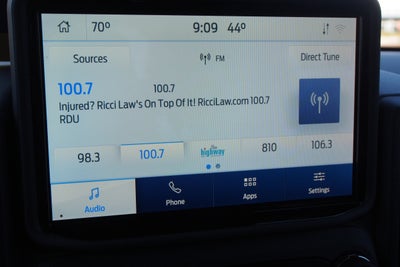 70° 9:09 44°
Sources FM Direct Tune
100.7 100.7
Injured? Ricci Law's On Top Of It! RicciLaw.com 100.7
RDU
98.3 100.7 the highway 810 106.3
Audio Phone Apps Settings